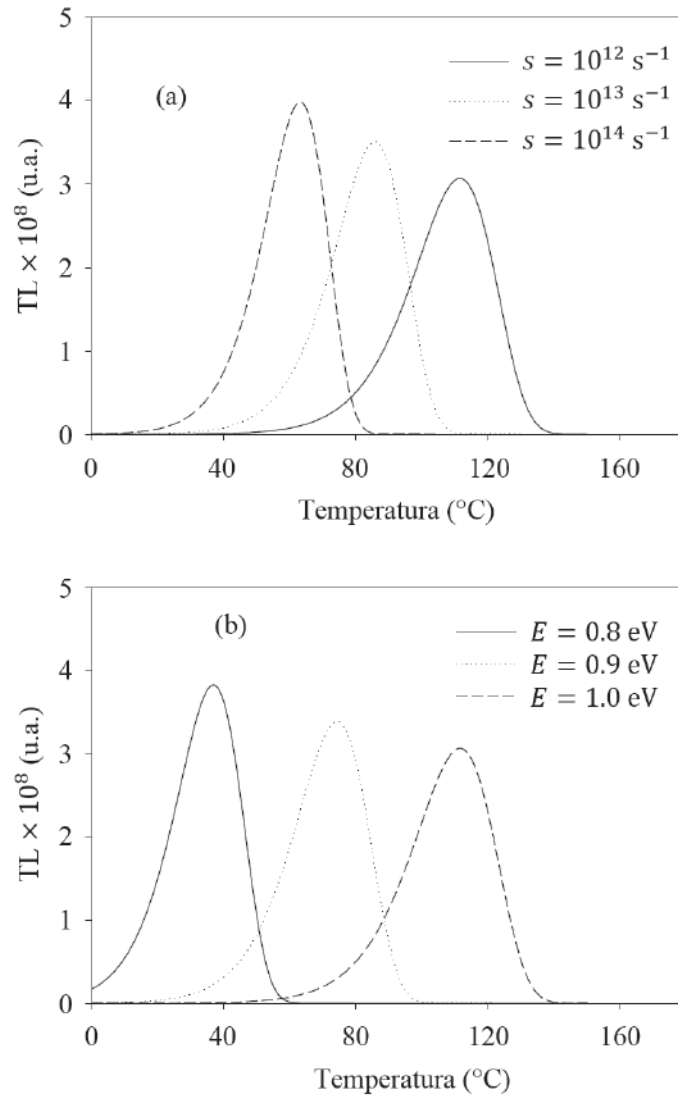 5
4
3
2
1
0
TL × 10⁸ (u.a.)
(a)
s = 10¹² s⁻¹
s = 10¹³ s⁻¹
s = 10¹⁴ s⁻¹
0 40 80 120 160
Temperatura (°C)
5
4
3
2
1
0
TL × 10⁸ (u.a.)
(b)
E = 0.8 eV
E = 0.9 eV
E = 1.0 eV
0 40 80 120 160
Temperatura (°C)